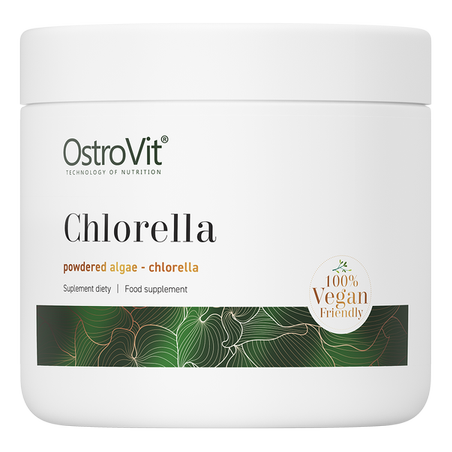 OstroVit®
TECHNOLOGY OF NUTRITION
Chlorella
powdered algae - chlorella
Suplement diety | Food supplement
100%
Vegan
Friendly